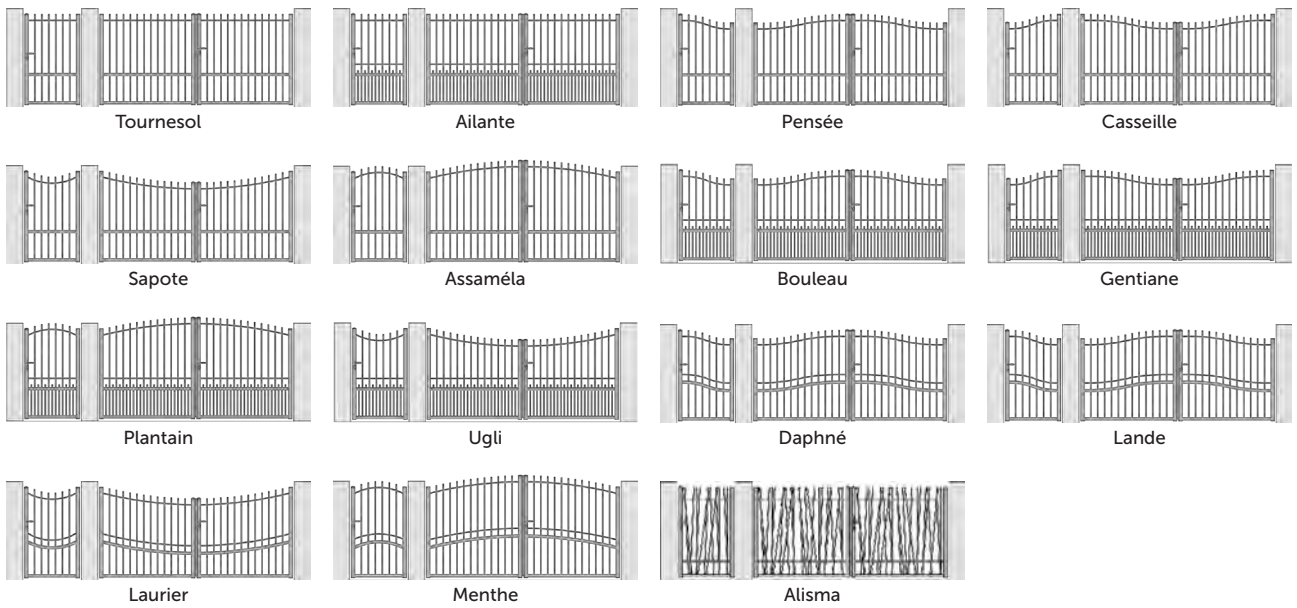 Tournesol
Ailante
Pensée
Casseille
Sapote
Assaméla
Bouleau
Gentiane
Plantain
Ugli
Daphné
Lande
Laurier
Menthe
Alisma